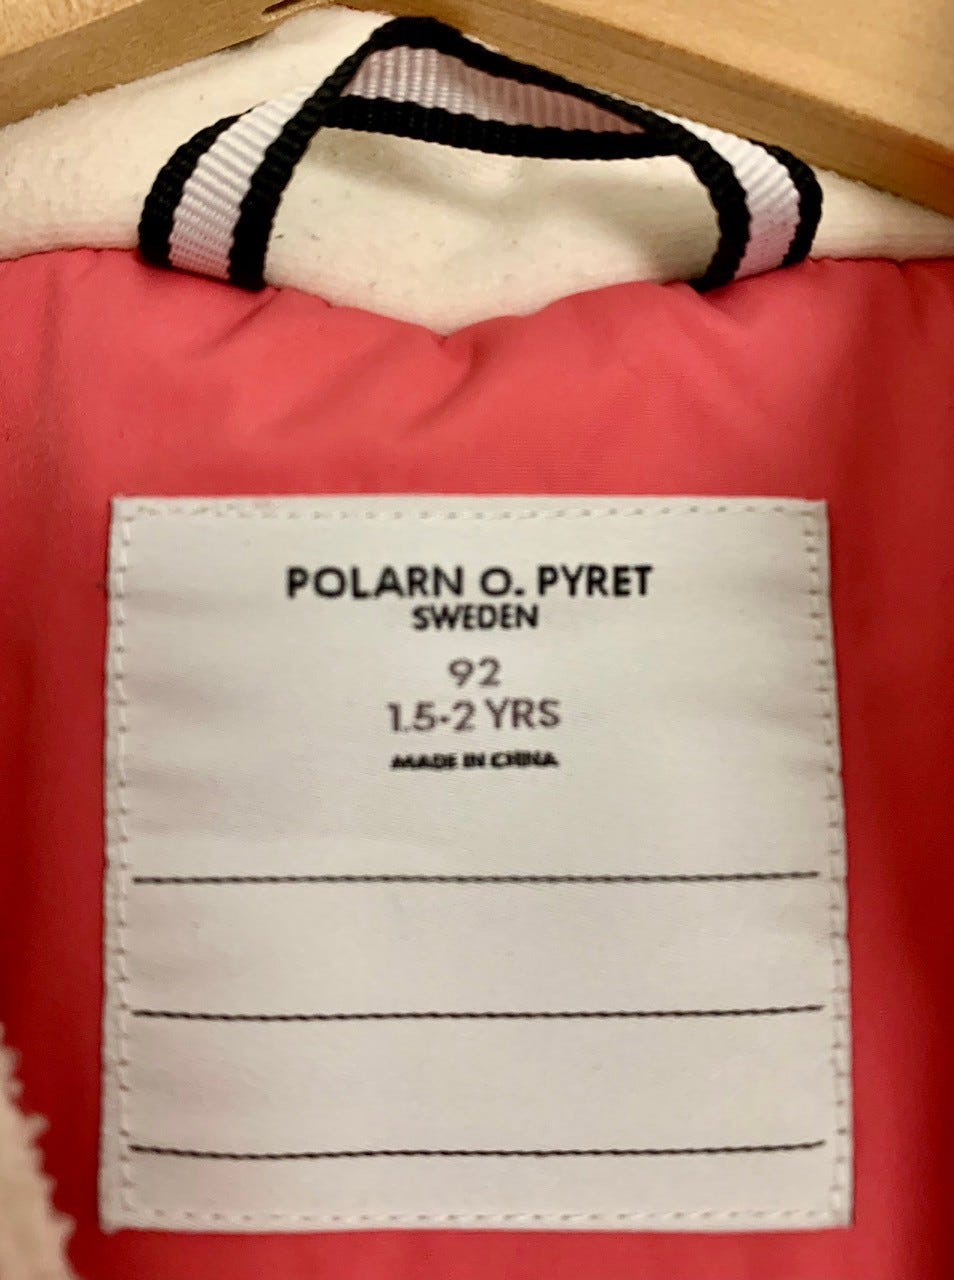 POLARN O. PYRET
SWEDEN
92
1.5-2 YRS
MADE IN CHINA